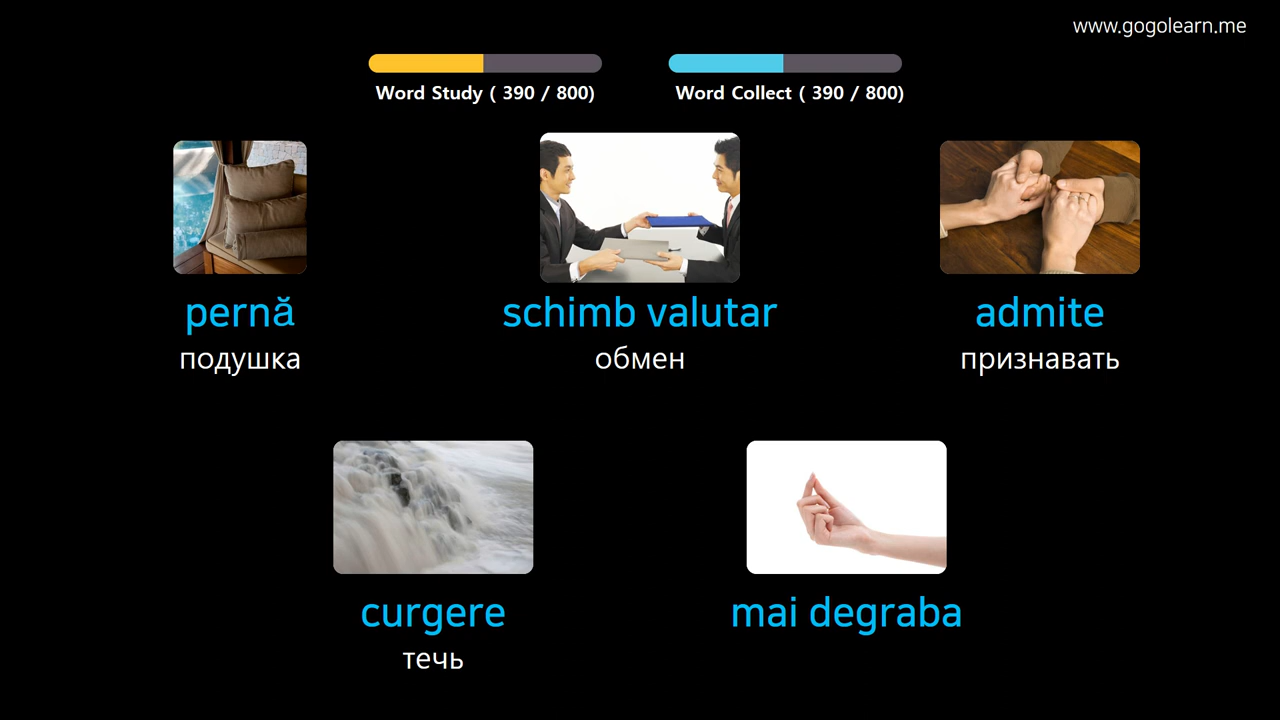 www.gogolearn.me
Word Study ( 390 / 800)
Word Collect ( 390 / 800)
pernă
подушка
schimb valutar
обмен
admite
признавать
curgere
течь
mai degraba